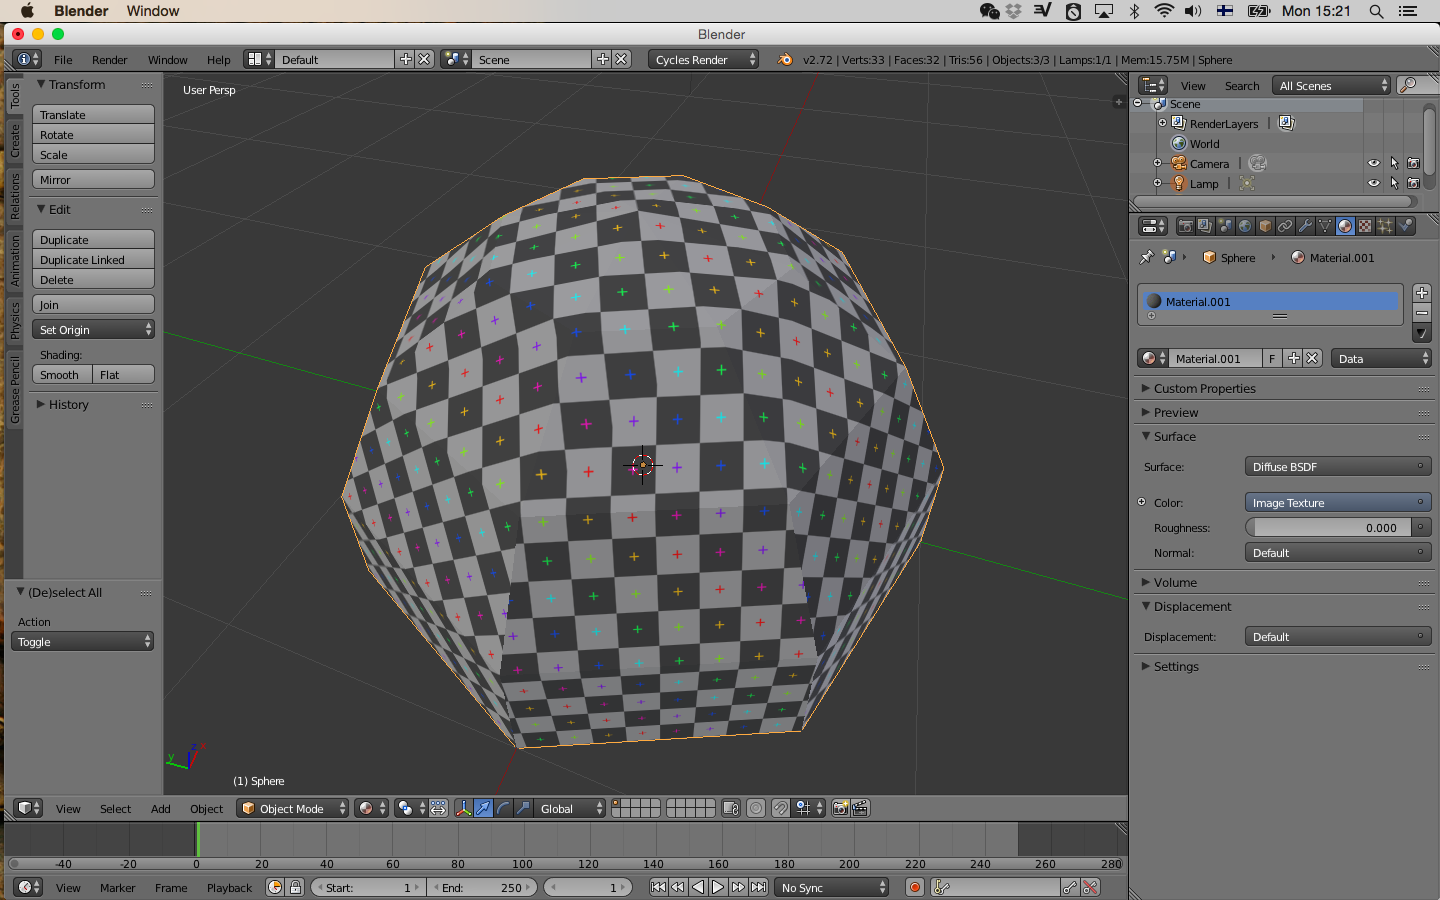 Blender Window
Mon 15:21
Blender
File Render Window Help
Default
Scene
Cycles Render
v2.72 | Verts:33 | Faces:32 | Tris:56 | Objects:3/3 | Lamps:1/1 | Mem:15.75M | Sphere
Tools
Create
Relations
Animation
Physics
Grease Pencil
Transform
Translate
Rotate
Scale
Mirror
Edit
Duplicate
Duplicate Linked
Delete
Join
Set Origin
Shading:
Smooth Flat
History
(De)select All
Action
Toggle
User Persp
(1) Sphere
z
x
y
View Select Add Object Object Mode Global
-40 -20 0 20 40 60 80 100 120 140 160 180 200 220 240 260 280
View Marker Frame Playback Start: 1 End: 250 1 No Sync
View Search All Scenes
Scene
RenderLayers |
World
Camera |
Lamp |
Sphere Material.001
Material.001
Material.001 F Data
Custom Properties
Preview
Surface
Surface: Diffuse BSDF
Color: Image Texture
Roughness: 0.000
Normal: Default
Volume
Displacement
Displacement: Default
Settings